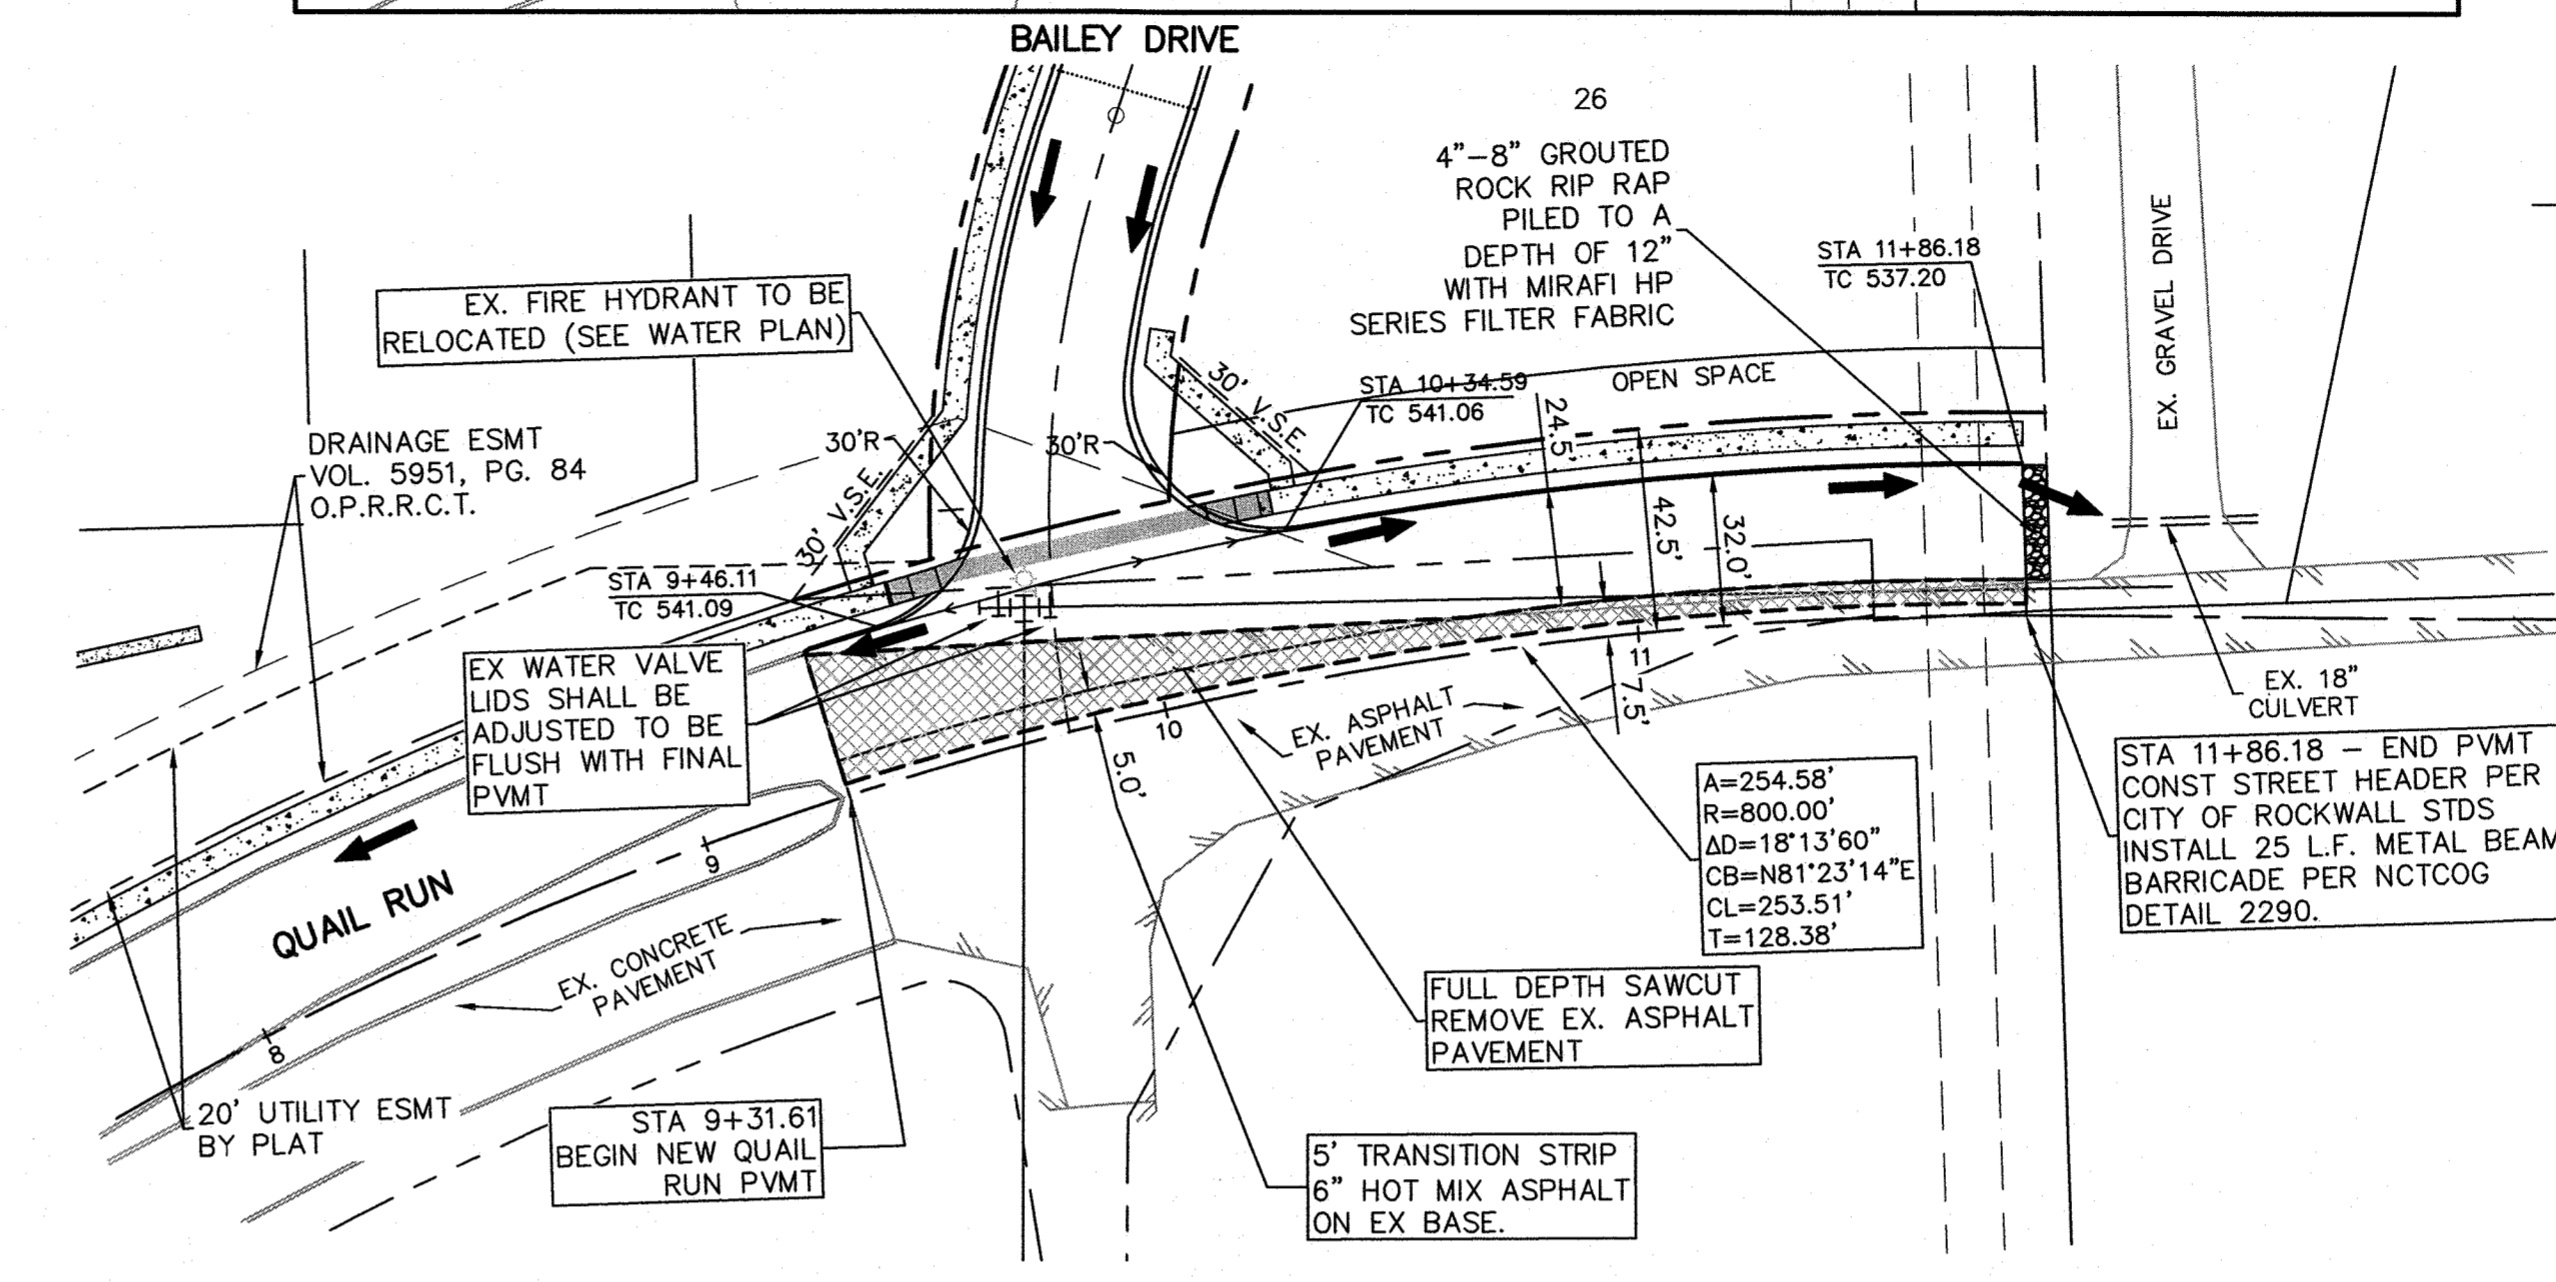 BAILEY DRIVE
26
4"-8" GROUTED
ROCK RIP RAP
PILED TO A
DEPTH OF 12"
WITH MIRAFI HP
SERIES FILTER FABRIC
STA 11+86.18
TC 537.20
EX. GRAVEL DRIVE
EX. FIRE HYDRANT TO BE
RELOCATED (SEE WATER PLAN)
30' V.S.E.
STA 10+34.59
TC 541.06
OPEN SPACE
24.5'
DRAINAGE ESMT
VOL. 5951, PG. 84
O.P.R.R.C.T.
30'R
30'R
30' V.S.E.
42.5'
32.0'
STA 9+46.11
TC 541.09
EX WATER VALVE
LIDS SHALL BE
ADJUSTED TO BE
FLUSH WITH FINAL
PVMT
11
7.5'
10
5.0'
EX. ASPHALT
PAVEMENT
EX. 18"
CULVERT
STA 11+86.18 - END PVMT
CONST STREET HEADER PER
CITY OF ROCKWALL STDS
INSTALL 25 L.F. METAL BEAM
BARRICADE PER NCTCOG
DETAIL 2290.
A=254.58'
R=800.00'
ΔD=18°13'60"
CB=N81°23'14"E
CL=253.51'
T=128.38'
9
QUAIL RUN
EX. CONCRETE
PAVEMENT
8
FULL DEPTH SAWCUT
REMOVE EX. ASPHALT
PAVEMENT
20' UTILITY ESMT
BY PLAT
STA 9+31.61
BEGIN NEW QUAIL
RUN PVMT
5' TRANSITION STRIP
6" HOT MIX ASPHALT
ON EX BASE.